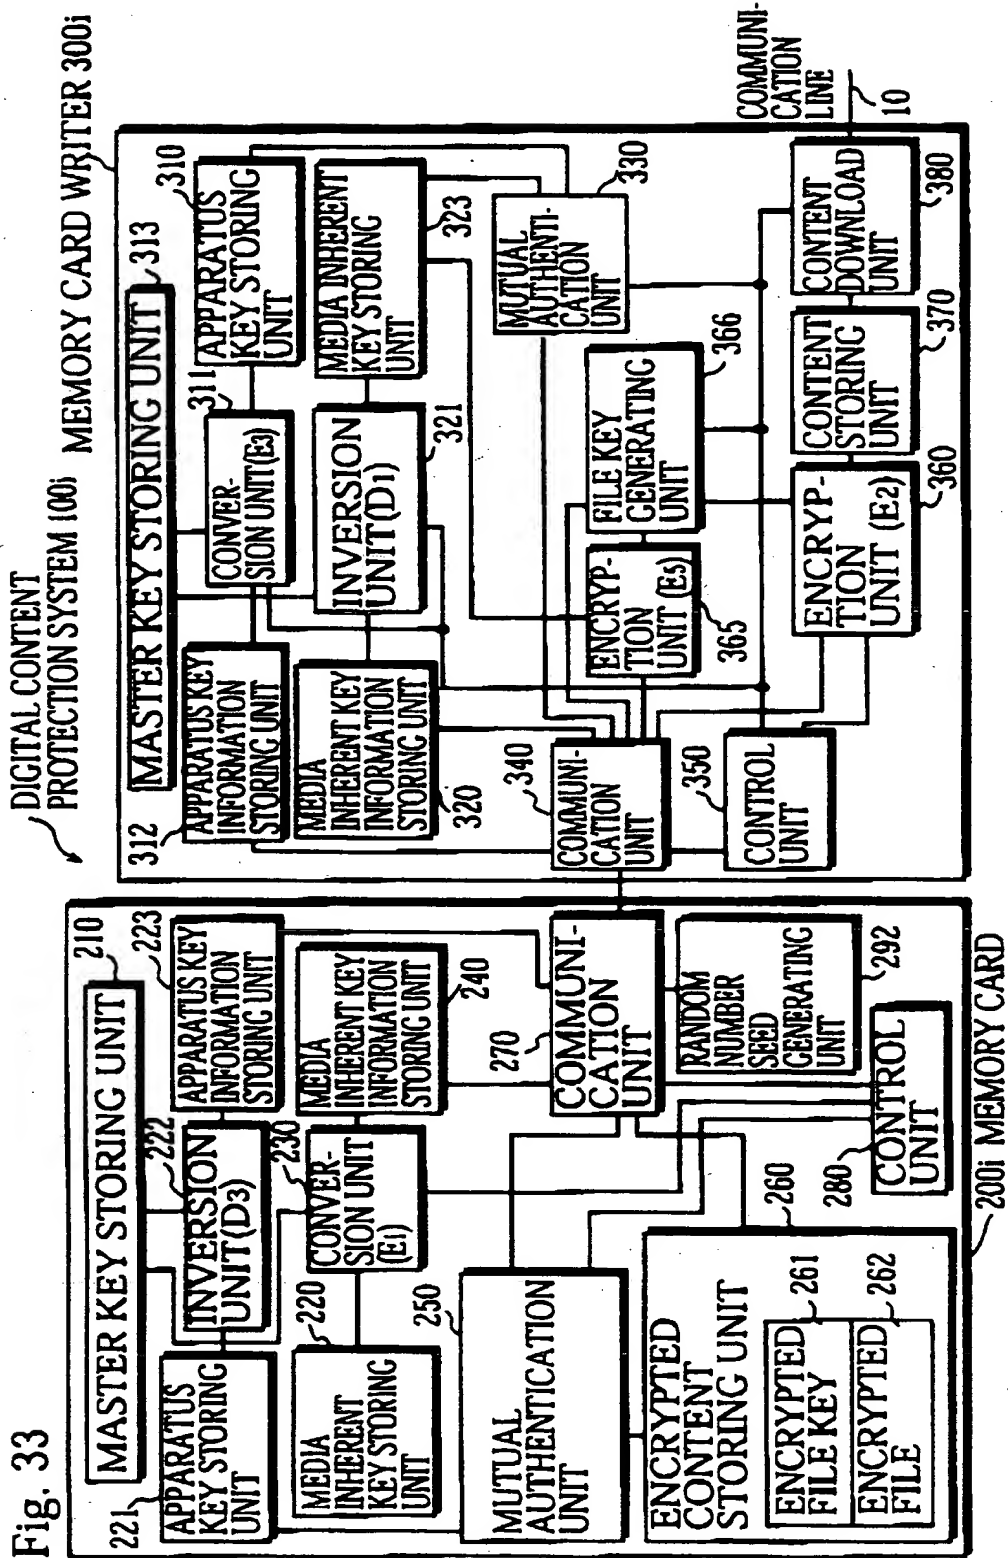 Fig. 33
DIGITAL CONTENT
PROTECTION SYSTEM 100i
MEMORY CARD WRITER 300i
MASTER KEY STORING UNIT
210
APPARATUS
KEY STORING
UNIT
221
INVERSION
UNIT(D3)
222
APPARATUS KEY
INFORMATION
STORING UNIT
223
MEDIA
INHERENT
KEY STORING
UNIT
220
CONVER-
SION UNIT
(E1)
230
MEDIA
INHERENT KEY
INFORMATION
STORING UNIT
240
MUTUAL
AUTHENTICATION
UNIT
250
COMMUNI-
CATION
UNIT
270
RANDOM
NUMBER
SEED
GENERATING
UNIT
292
ENCRYPTED
CONTENT
STORING UNIT
260
ENCRYPTED
FILE KEY
261
ENCRYPTED
FILE
262
CONTROL
UNIT
280
200i MEMORY CARD
MASTER KEY STORING UNIT
313
APPARATUS KEY
INFORMATION
STORING UNIT
312
CONVER-
SION UNIT(E3)
311
APPARATUS
KEY STORING
UNIT
310
MEDIA
INHERENT KEY
INFORMATION
STORING UNIT
320
INVERSION
UNIT(D1)
321
MEDIA INHERENT
KEY STORING
UNIT
323
MUTUAL
AUTHENTI-
CATION
UNIT
330
COMMUNI-
CATION
UNIT
340
ENCRYP-
TION
UNIT (E5)
365
FILE KEY
GENERATING
UNIT
366
CONTROL
UNIT
350
ENCRYP-
TION
UNIT (E2)
360
CONTENT
STORING
UNIT
370
CONTENT
DOWNLOAD
UNIT
380
COMMUNI-
CATION
LINE
10